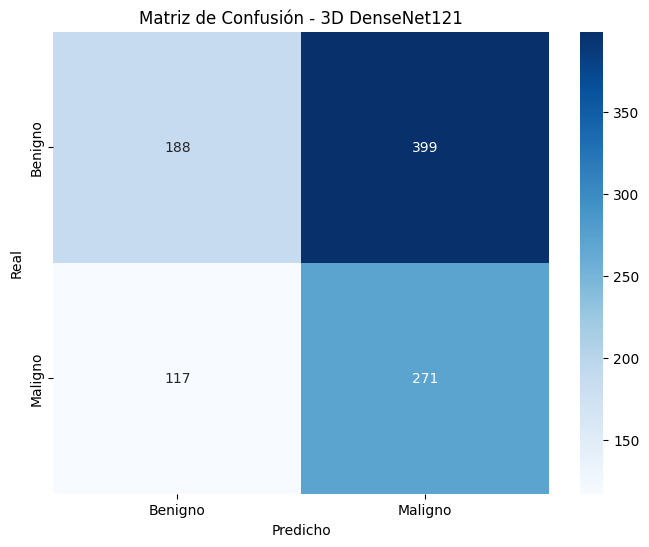 Matriz de Confusión - 3D DenseNet121
Benigno
188
399
Maligno
117
271
Real
Benigno
Maligno
Predicho
350
300
250
200
150